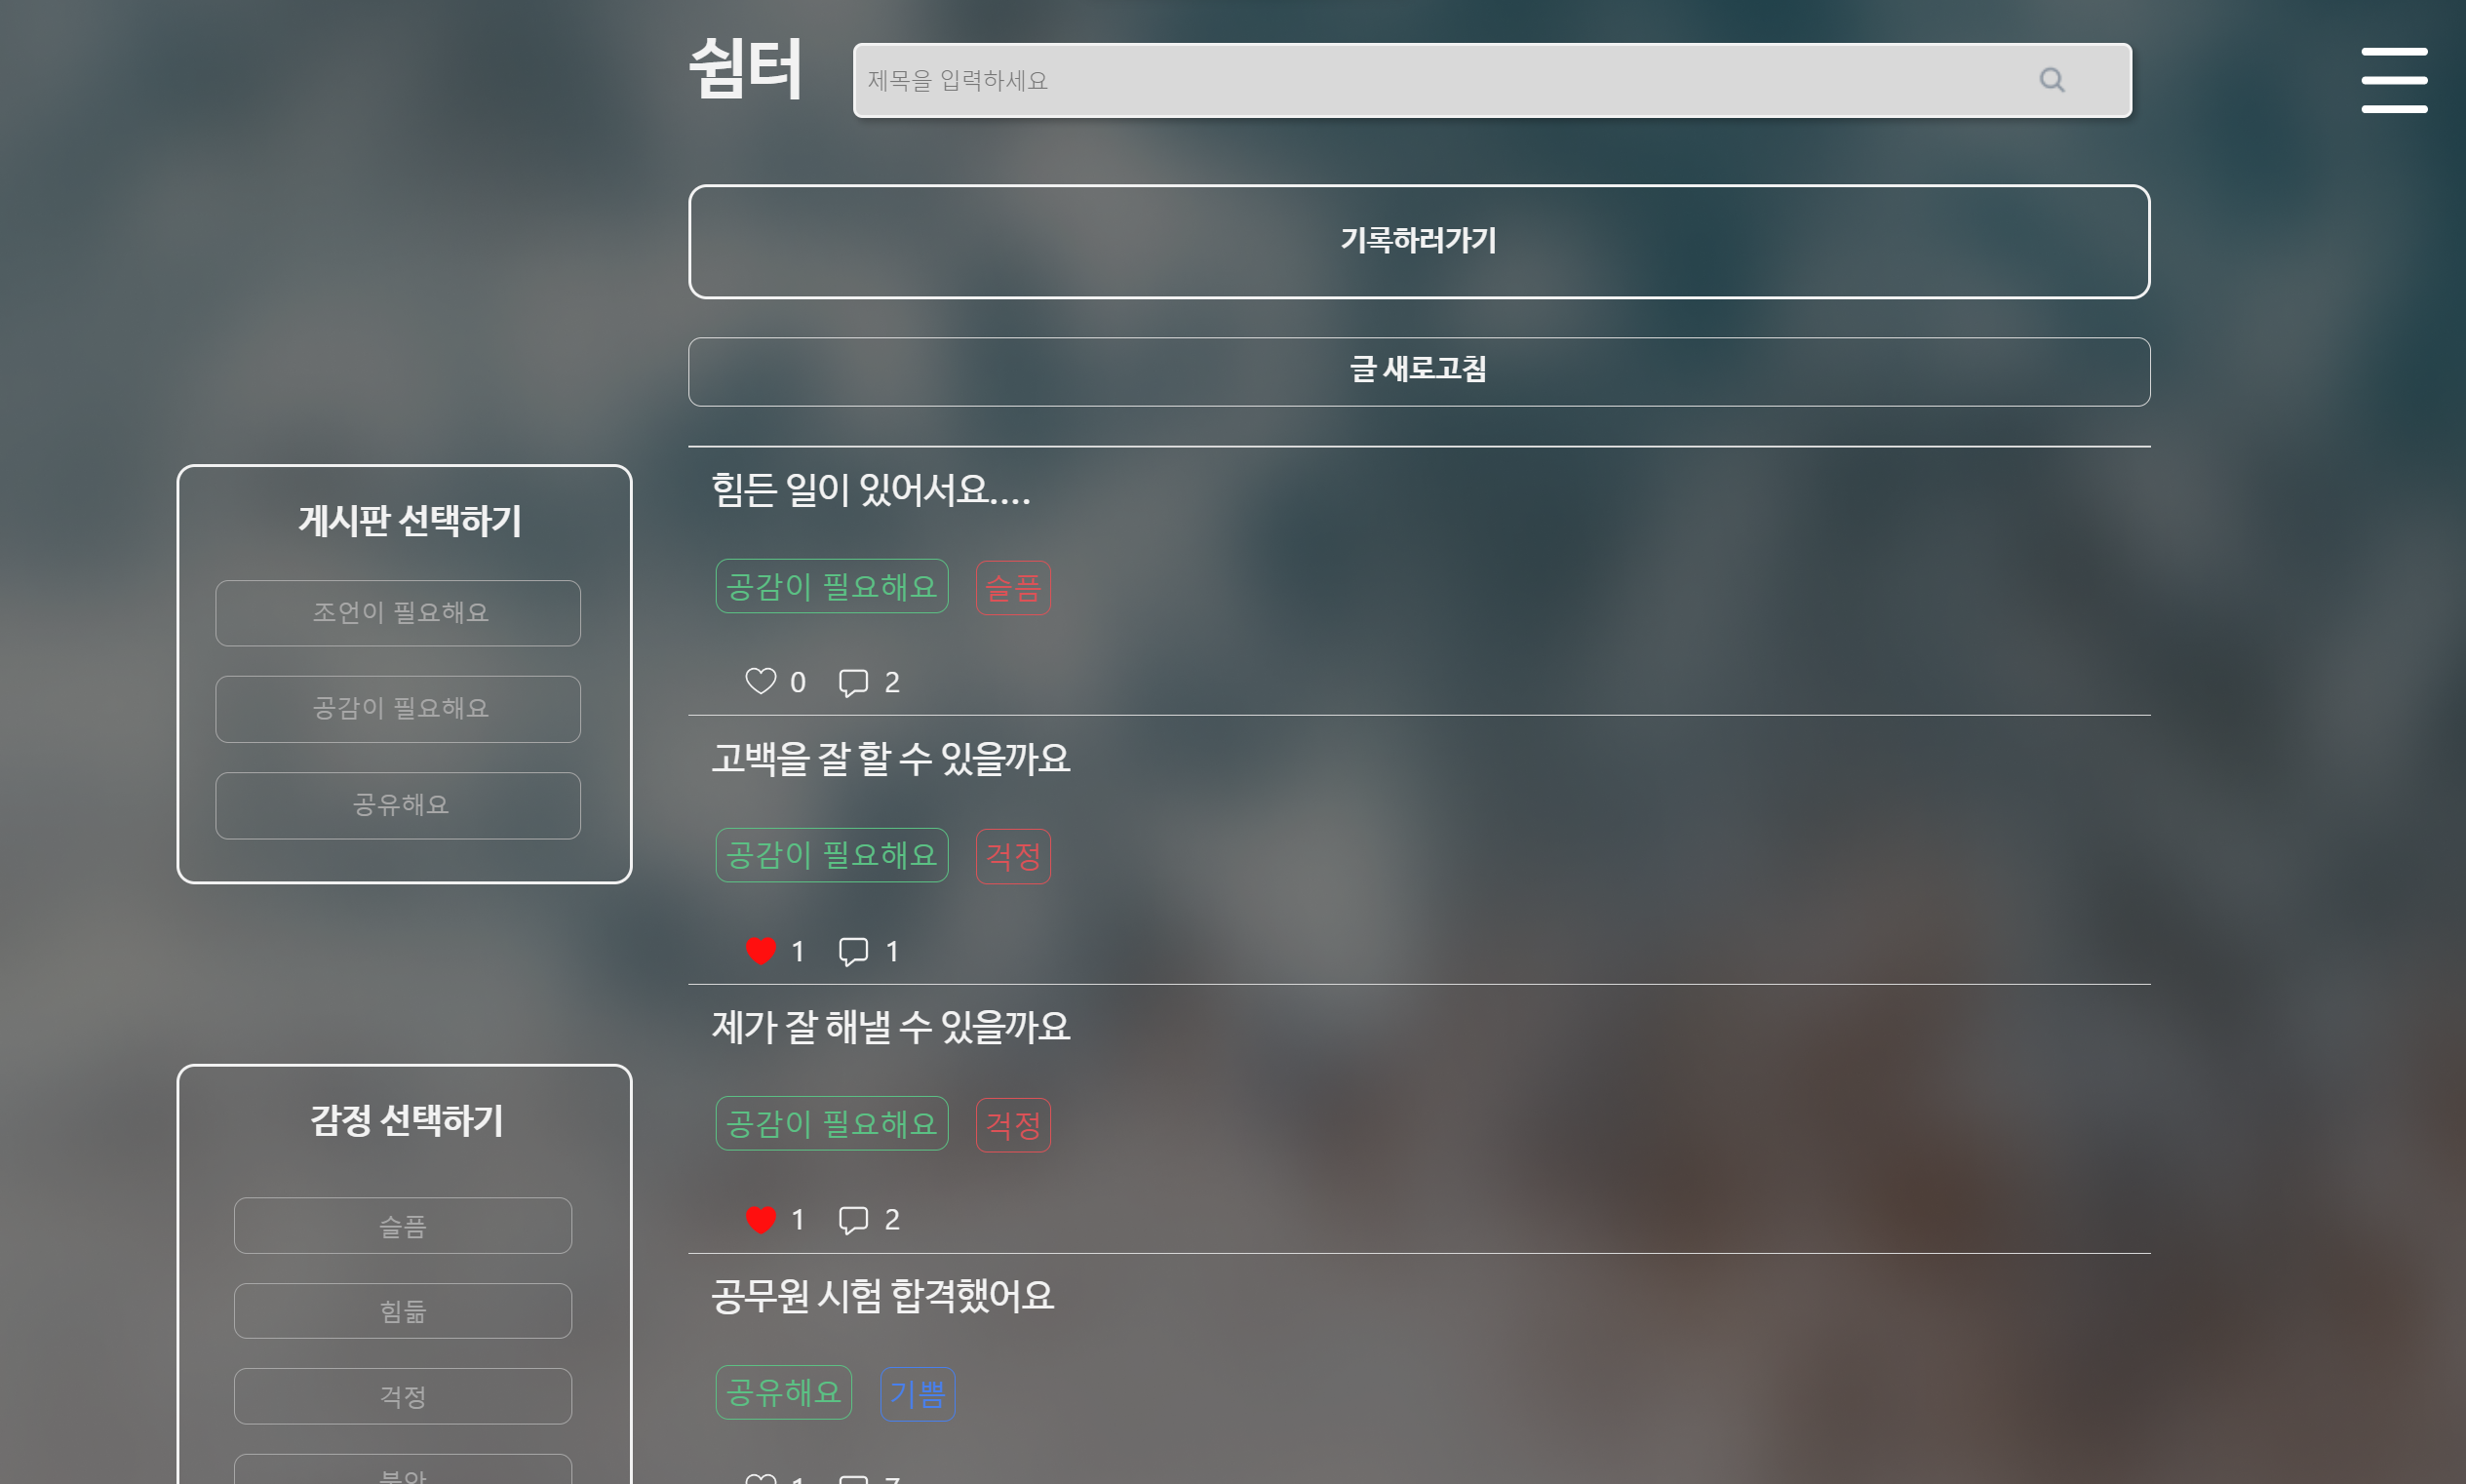 쉼터
제목을 입력하세요
기록하러가기
글 새로고침
게시판 선택하기
조언이 필요해요
공감이 필요해요
공유해요
감정 선택하기
슬픔
힘듦
걱정
불안
힘든 일이 있어서요....
공감이 필요해요 슬픔
0 2
고백을 잘 할 수 있을까요
공감이 필요해요 걱정
1 1
제가 잘 해낼 수 있을까요
공감이 필요해요 걱정
1 2
공무원 시험 합격했어요
공유해요 기쁨